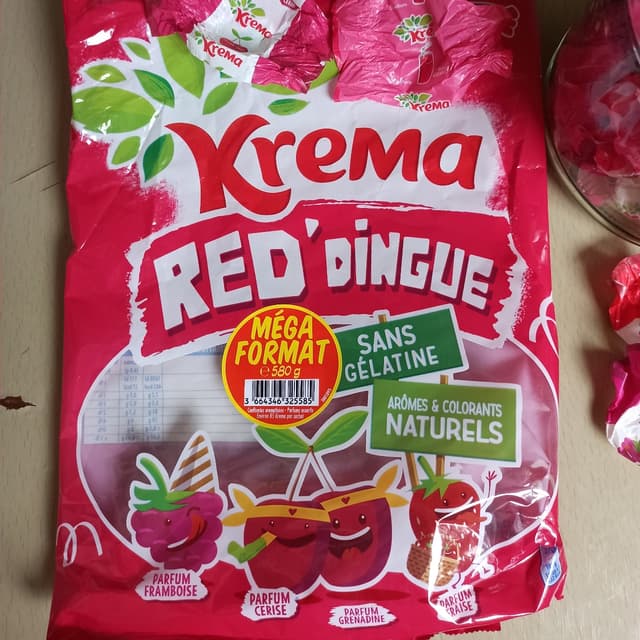 Krema
Krema
Krema
Krema
RED'DiNGUE
MÉGA
FORMAT
℮ 580 g
3 664346 325585
SANS
GÉLATINE
ARÔMES & COLORANTS
NATURELS
PARFUM
FRAMBOISE
PARFUM
CERISE
PARFUM
GRENADINE
PARFUM
FRAISE